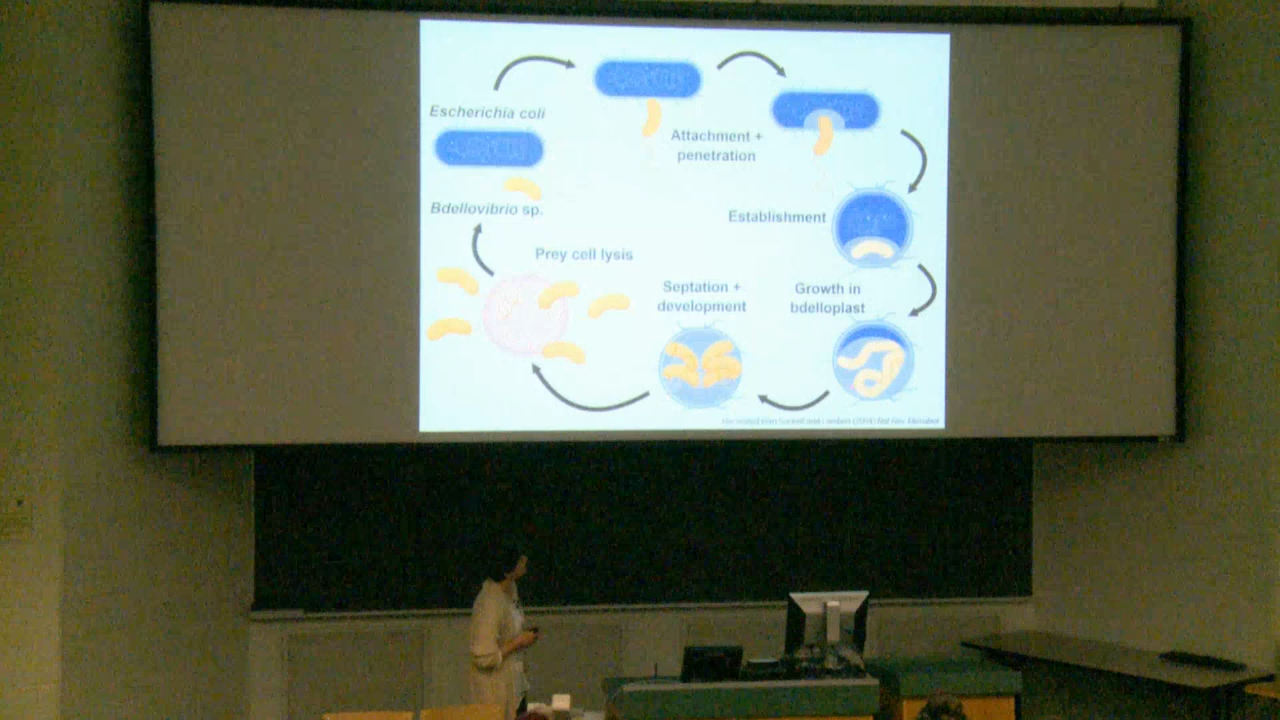 Escherichia coli
Attachment +
penetration
Bdellovibrio sp.
Establishment
Prey cell lysis
Septation +
development
Growth in
bdelloplast